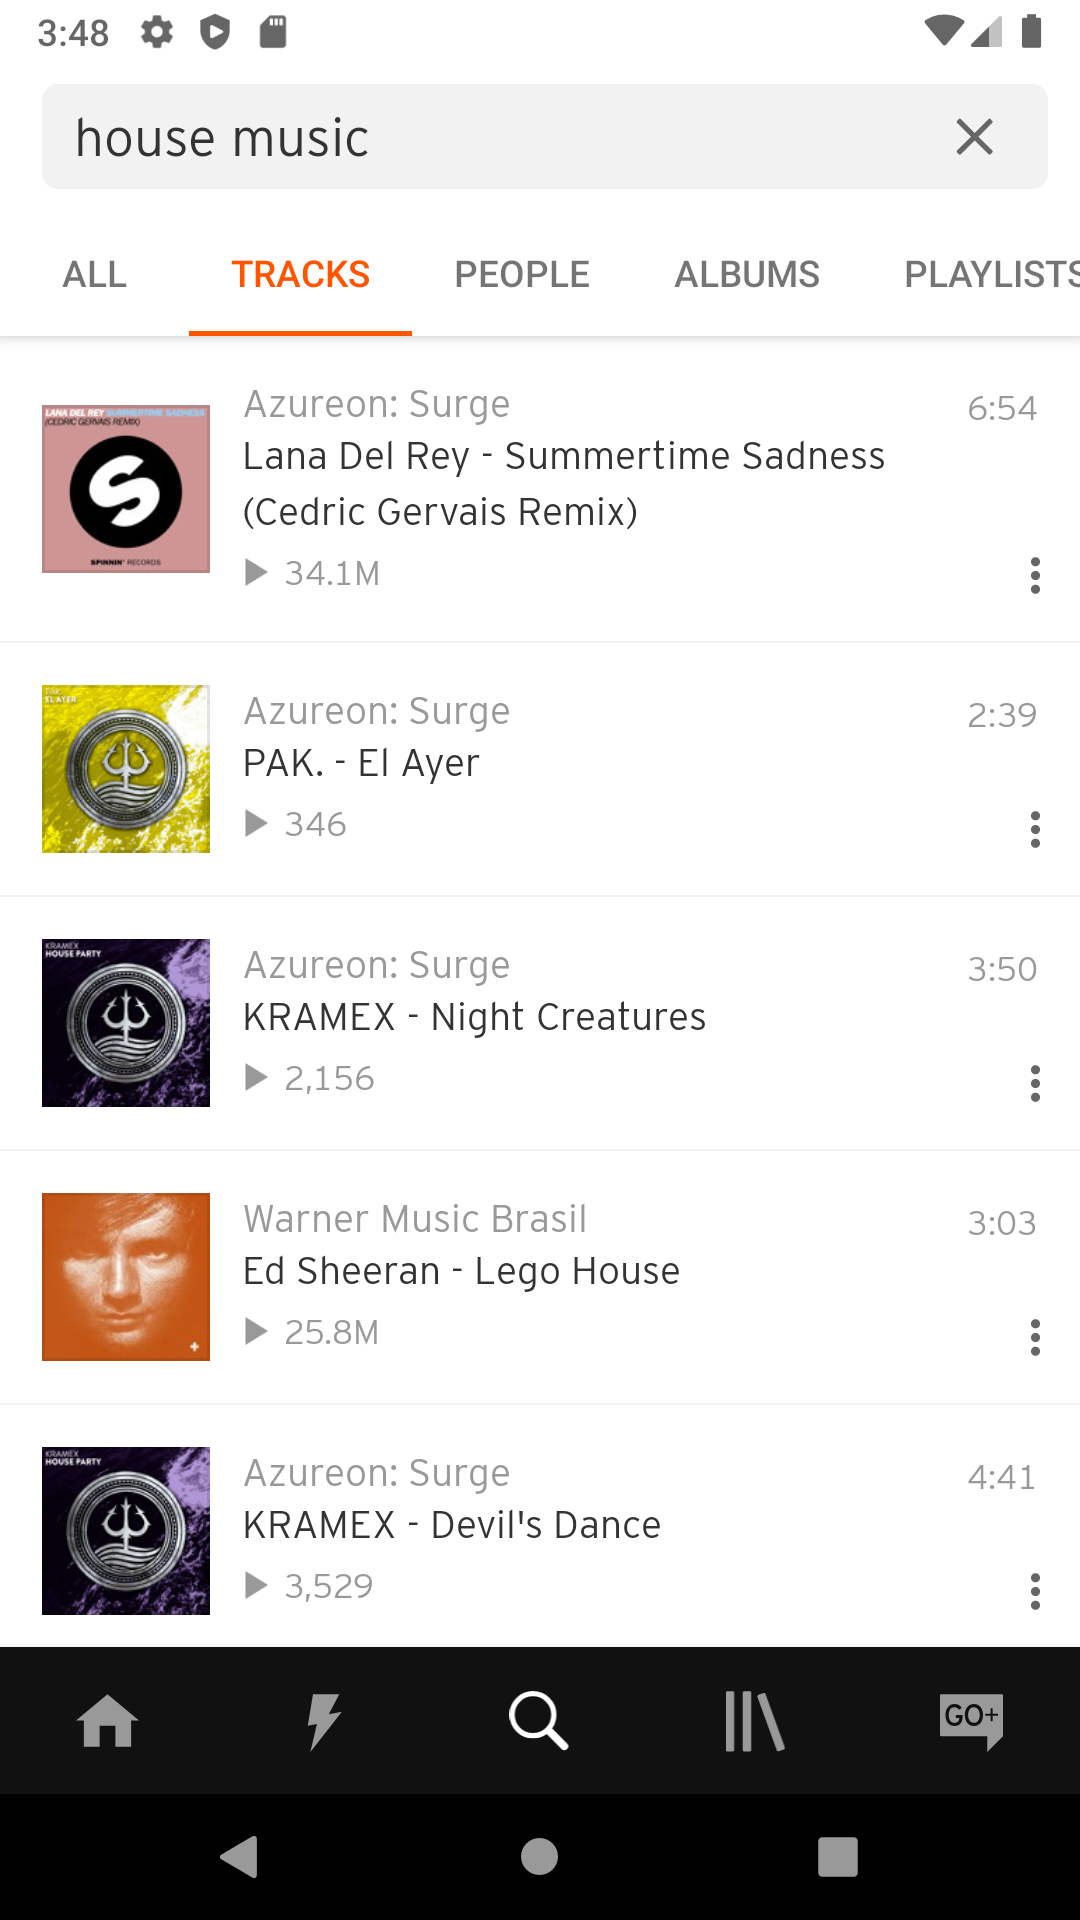 3:48
house music
ALL TRACKS PEOPLE ALBUMS PLAYLISTS
LANA DEL REY SUMMERTIME SADNESS
(CEDRIC GERVAIS REMIX)
SPINNIN' RECORDS
Azureon: Surge
6:54
Lana Del Rey - Summertime Sadness
(Cedric Gervais Remix)
34.1M
PAK.
EL AYER
Azureon: Surge
2:39
PAK. - El Ayer
346
KRAMEX
HOUSE PARTY
Azureon: Surge
3:50
KRAMEX - Night Creatures
2,156
Warner Music Brasil
3:03
Ed Sheeran - Lego House
25.8M
KRAMEX
HOUSE PARTY
Azureon: Surge
4:41
KRAMEX - Devil's Dance
3,529
GO+